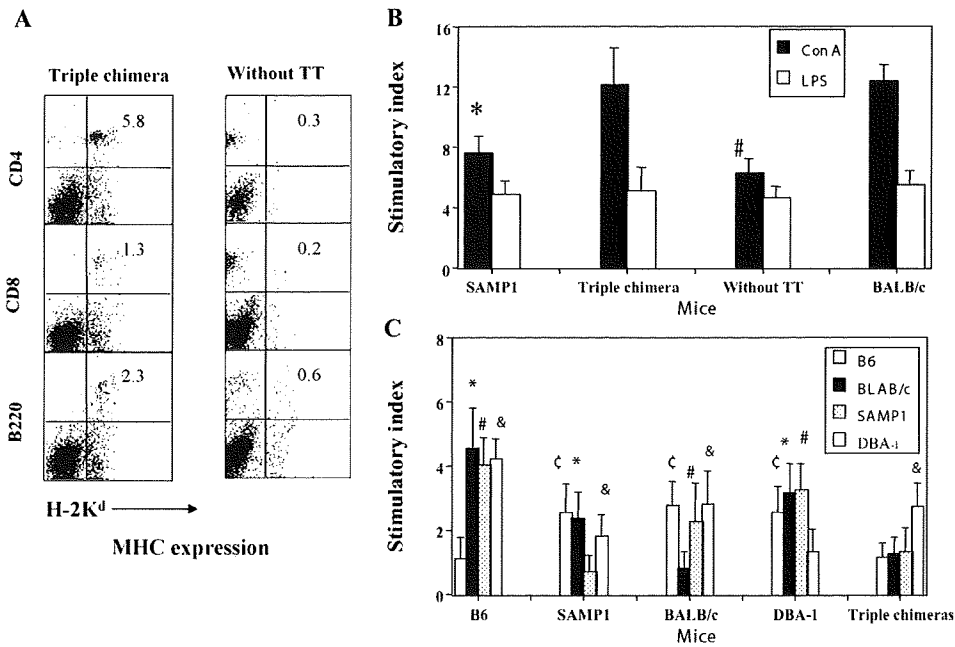 A
Triple chimera
Without TT
CD4
5.8
0.3
CD8
1.3
0.2
B220
2.3
0.6
H-2Kd
MHC expression
B
Stimulatory index
16
12
8
4
0
Con A
LPS
*
#
SAMP1
Triple chimera
Without TT
BALB/c
Mice
C
Stimulatory index
8
6
4
2
0
B6
BLAB/c
SAMP1
DBA-1
* # &
¢ * &
¢ # &
¢ * #
&
B6
SAMP1
BALB/c
DBA-1
Triple chimeras
Mice